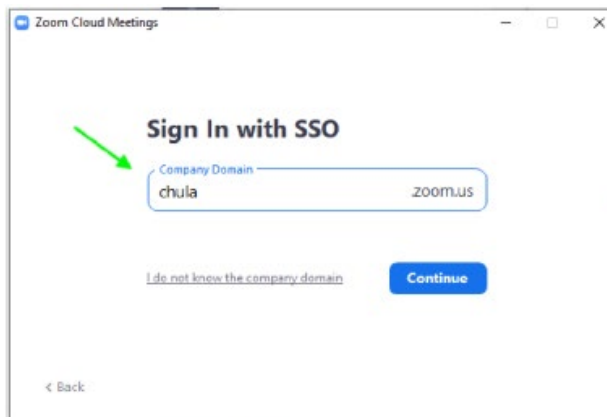 Zoom Cloud Meetings
Sign In with SSO
Company Domain
chula .zoom.us
I do not know the company domain
Continue
< Back